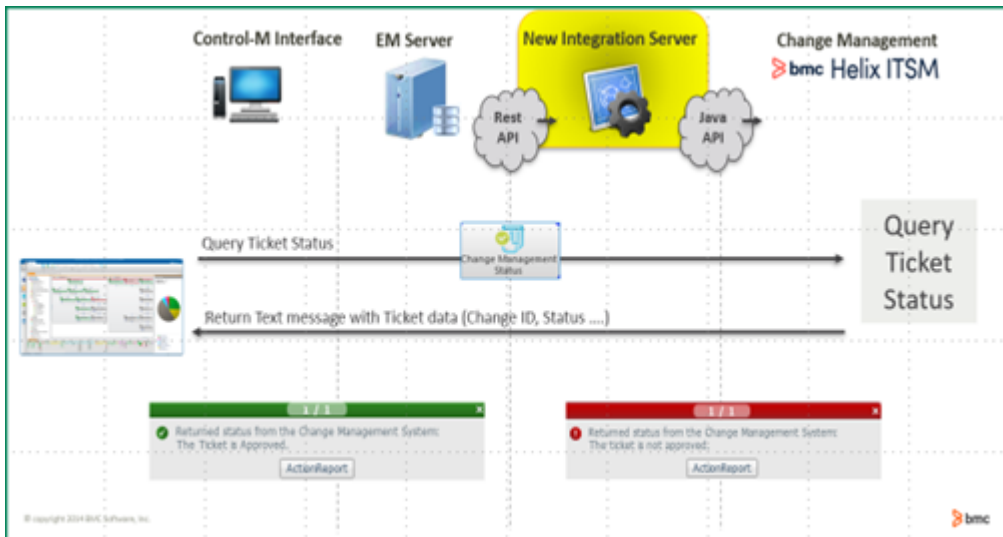 Control-M Interface
EM Server
New Integration Server
Change Management
bmc Helix ITSM
Rest
API
Java
API
Query Ticket Status
Change Management
Status
Query
Ticket
Status
Return Text message with Ticket data (Change ID, Status ....)
1 / 1
Returned status from the Change Management System:
The Ticket is Approved.
ActionReport
1 / 1
Returned status from the Change Management System:
The ticket is not approved.
ActionReport
© copyright 2014 BMC Software, Inc.
bmc